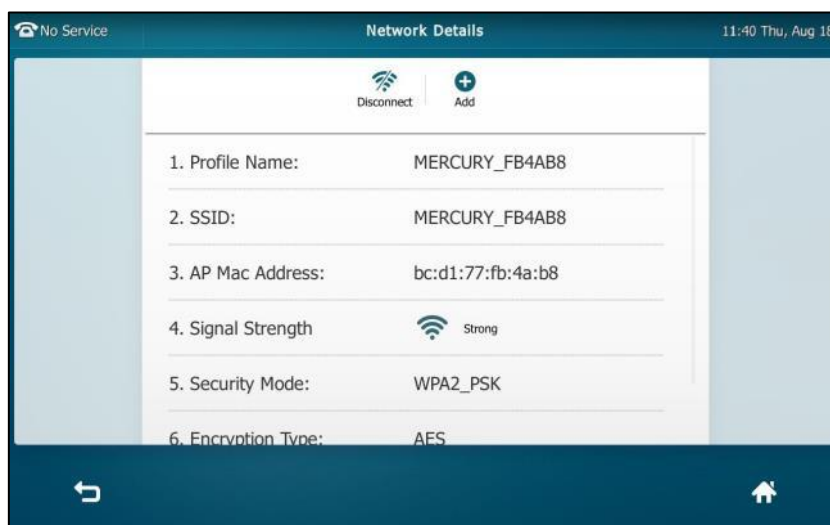 No Service Network Details 11:40 Thu, Aug 18
Disconnect Add
1. Profile Name: MERCURY_FB4AB8
2. SSID: MERCURY_FB4AB8
3. AP Mac Address: bc:d1:77:fb:4a:b8
4. Signal Strength Strong
5. Security Mode: WPA2_PSK
6. Encryption Type: AES